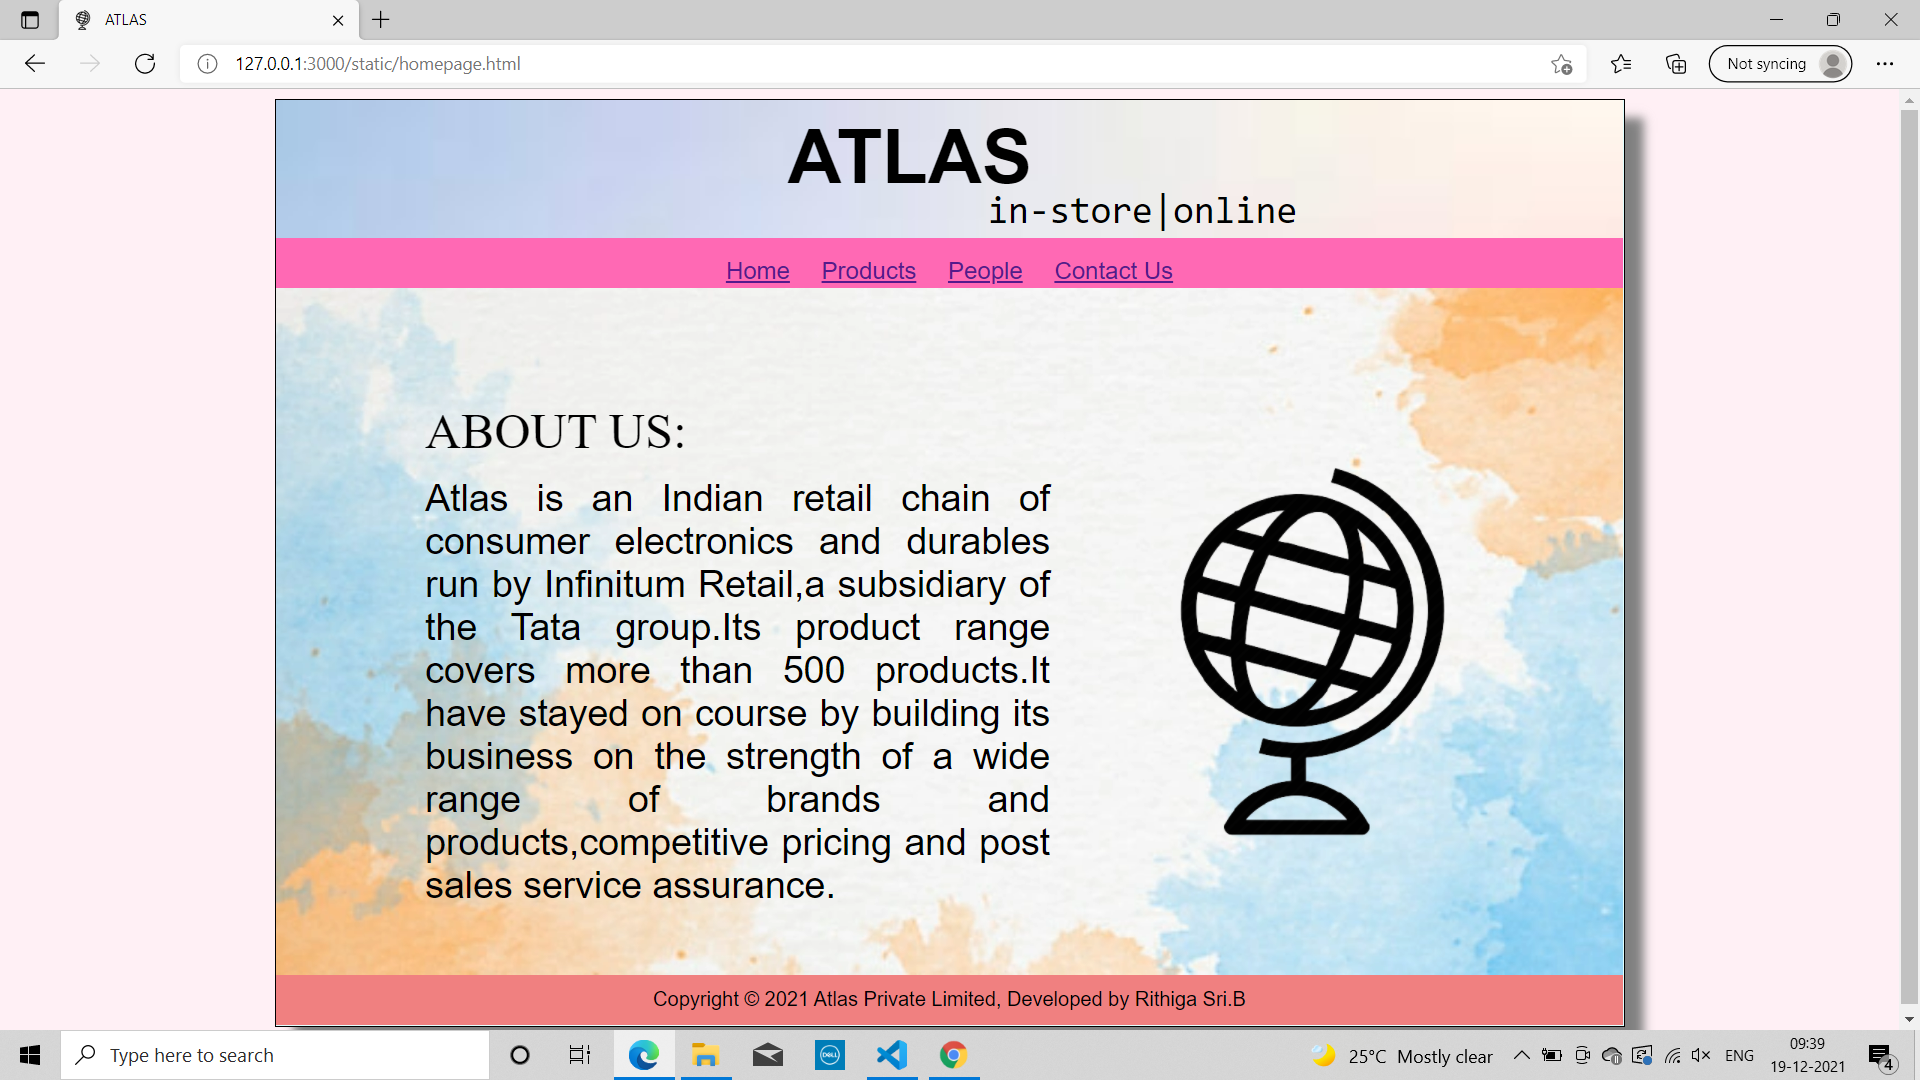 ATLAS
127.0.0.1:3000/static/homepage.html
Not syncing
ATLAS
in-store|online
Home Products People Contact Us
ABOUT US:
Atlas is an Indian retail chain of
consumer electronics and durables
run by Infinitum Retail,a subsidiary of
the Tata group.Its product range
covers more than 500 products.It
have stayed on course by building its
business on the strength of a wide
range of brands and
products,competitive pricing and post
sales service assurance.
Copyright © 2021 Atlas Private Limited, Developed by Rithiga Sri.B
Type here to search
DELL
25°C Mostly clear
ENG
09:39
19-12-2021
4